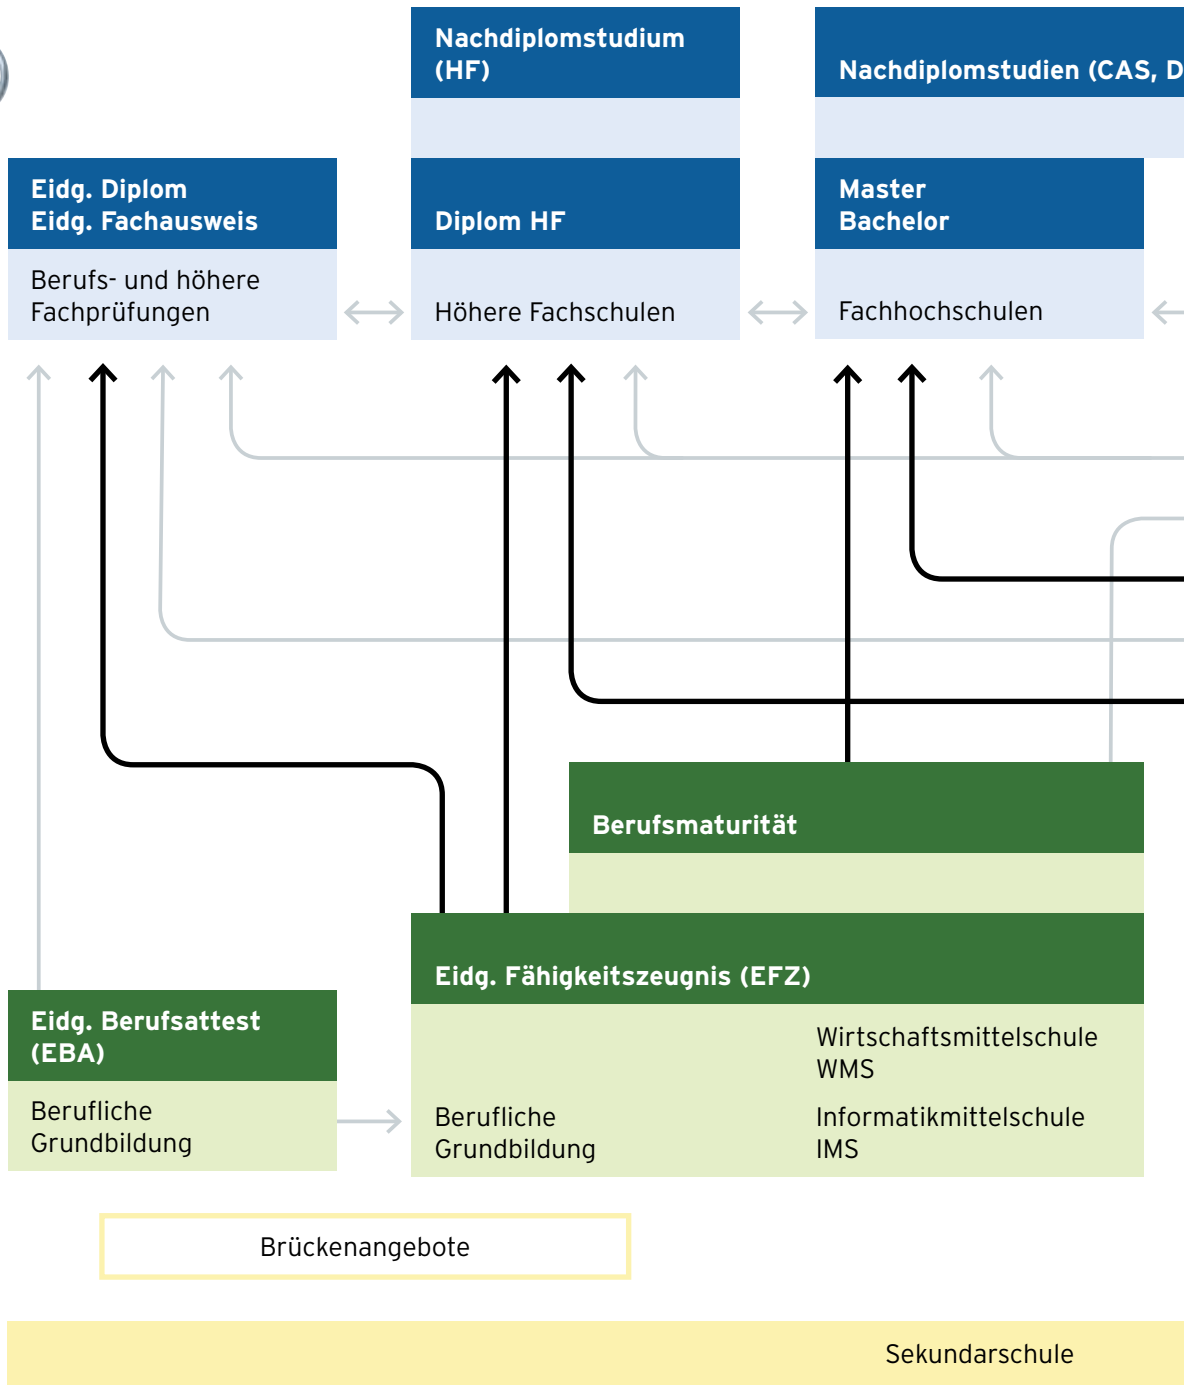 Nachdiplomstudium
(HF)
Nachdiplomstudien (CAS, D
Eidg. Diplom
Eidg. Fachausweis
Diplom HF
Master
Bachelor
Berufs- und höhere
Fachprüfungen
Höhere Fachschulen
Fachhochschulen
Berufsmaturität
Eidg. Fähigkeitszeugnis (EFZ)
Eidg. Berufsattest
(EBA)
Wirtschaftsmittelschule
WMS
Berufliche
Grundbildung
Berufliche
Grundbildung
Informatikmittelschule
IMS
Brückenangebote
Sekundarschule